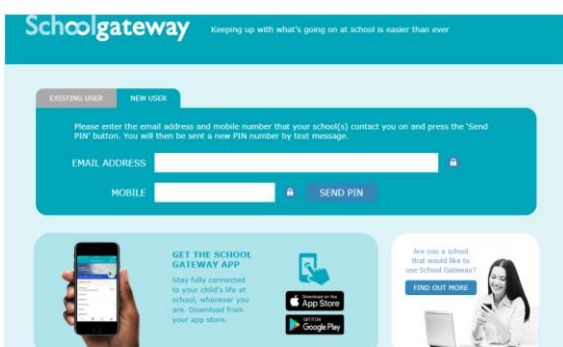 Schoolgateway
Keeping up with what's going on at school is easier than ever
EXISTING USER
NEW USER
Please enter the email address and mobile number that your school(s) contact you on and press the 'Send
PIN' button. You will then be sent a new PIN number by text message.
EMAIL ADDRESS
MOBILE
SEND PIN
GET THE SCHOOL
GATEWAY APP
Stay fully connected
to your child's life at
school, wherever you
are. Download from
your app store.
Download on the
App Store
GET IT ON
Google Play
Are you a school
that would like to
use School Gateway?
FIND OUT MORE